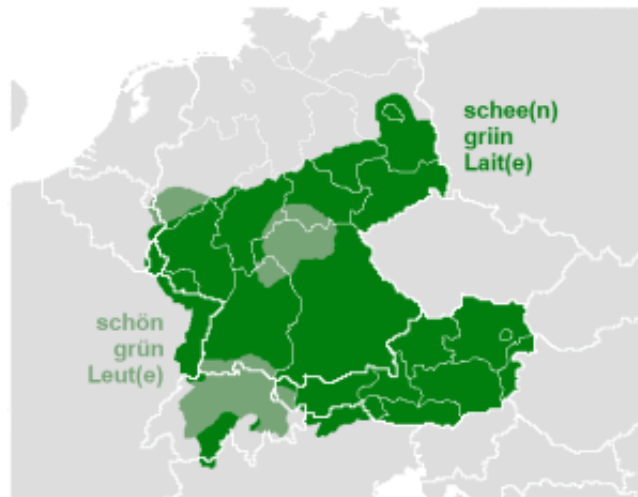 schee(n)
griin
Lait(e)
schön
grün
Leut(e)